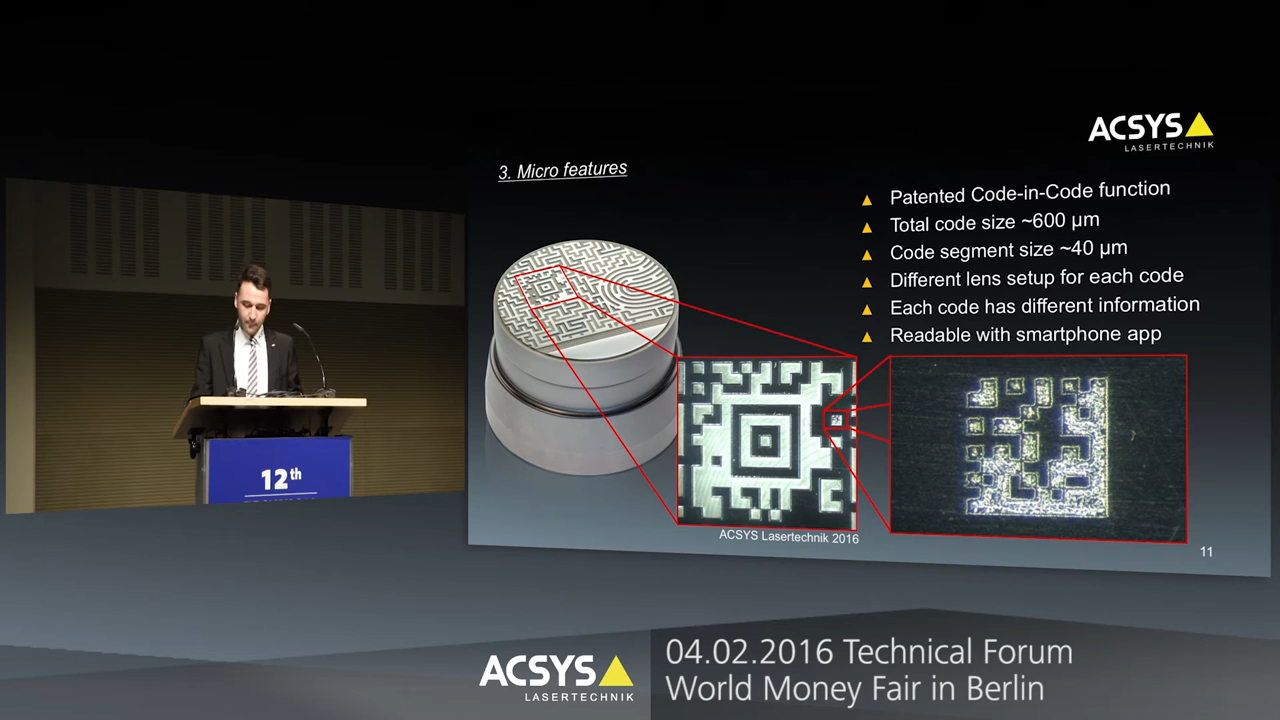 ACSYS
LASERTECHNIK
3. Micro features
Patented Code-in-Code function
Total code size ~600 µm
Code segment size ~40 µm
Different lens setup for each code
Each code has different information
Readable with smartphone app
ACSYS Lasertechnik 2016
11
12th
ACSYS
LASERTECHNIK
04.02.2016 Technical Forum
World Money Fair in Berlin